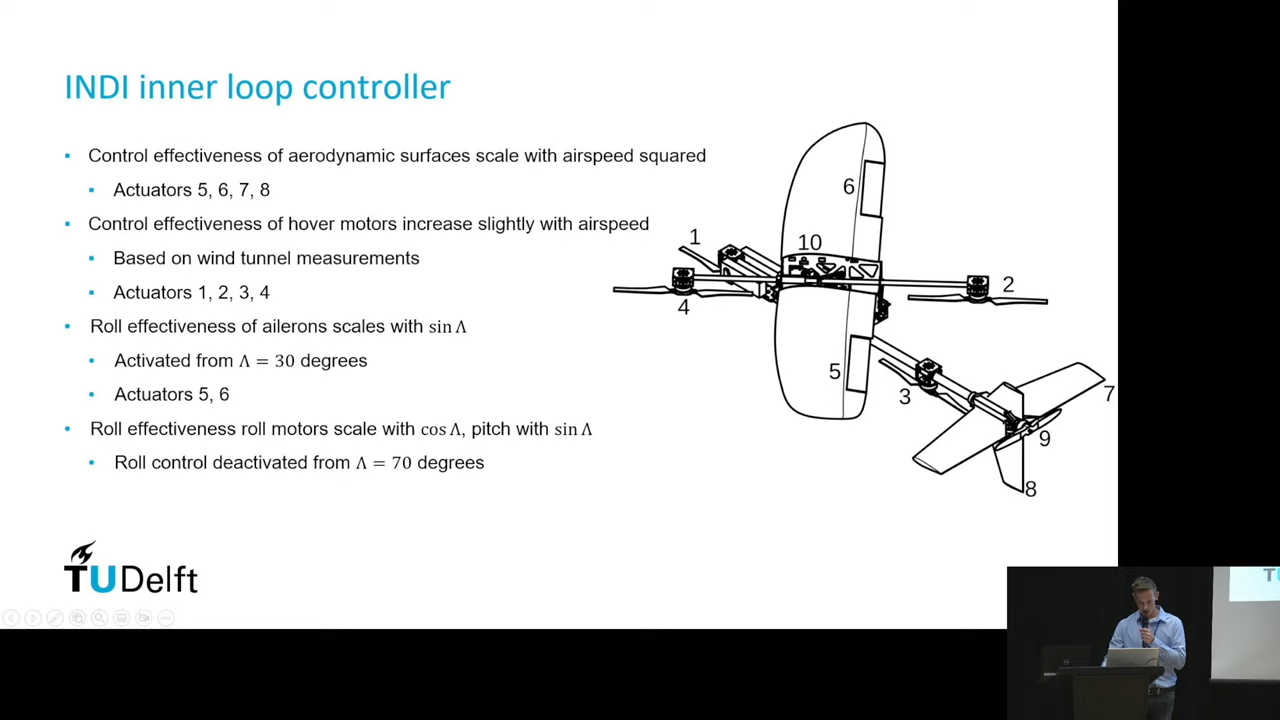 INDI inner loop controller
Control effectiveness of aerodynamic surfaces scale with airspeed squared
Actuators 5, 6, 7, 8
Control effectiveness of hover motors increase slightly with airspeed
Based on wind tunnel measurements
Actuators 1, 2, 3, 4
Roll effectiveness of ailerons scales with sin Λ
Activated from Λ = 30 degrees
Actuators 5, 6
Roll effectiveness roll motors scale with cos Λ, pitch with sin Λ
Roll control deactivated from Λ = 70 degrees
6
1
10
2
4
5
3
7
9
8
TU Delft
TU